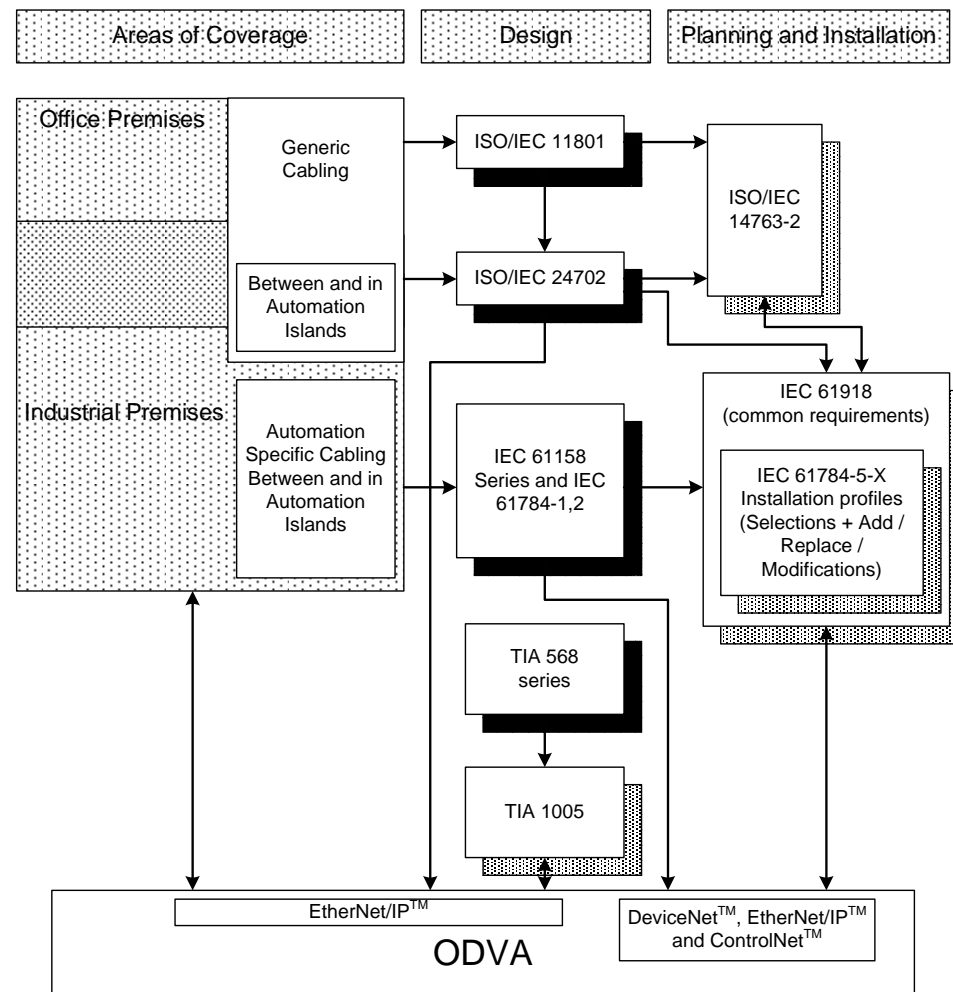 Areas of Coverage
Design
Planning and Installation
Office Premises
Generic
Cabling
Between and in
Automation
Islands
Industrial Premises
Automation
Specific Cabling
Between and in
Automation
Islands
ISO/IEC 11801
ISO/IEC 24702
IEC 61158
Series and IEC
61784-1,2
TIA 568
series
TIA 1005
ISO/IEC
14763-2
IEC 61918
(common requirements)
IEC 61784-5-X
Installation profiles
(Selections + Add /
Replace /
Modifications)
EtherNet/IP™
DeviceNet™, EtherNet/IP™
and ControlNet™
ODVA